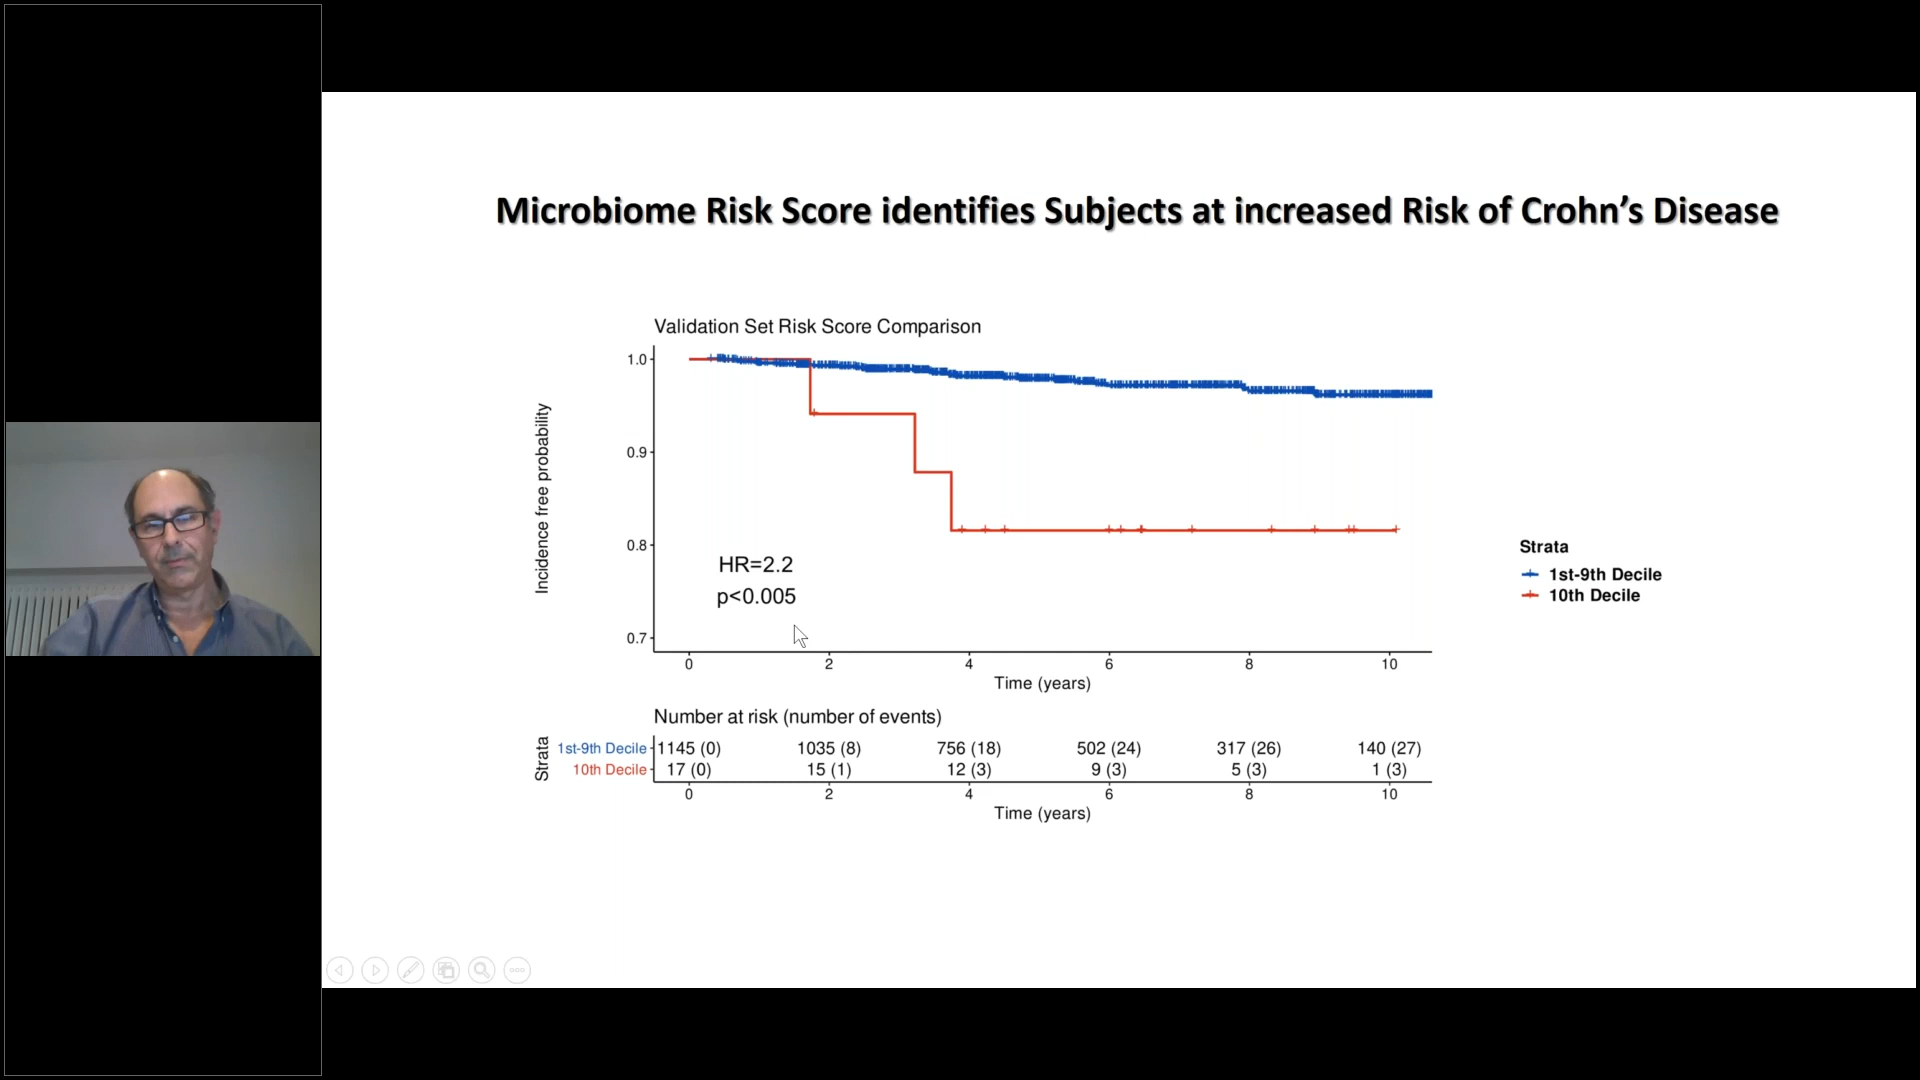 Microbiome Risk Score identifies Subjects at increased Risk of Crohn’s Disease
Validation Set Risk Score Comparison
Incidence free probability
1.0
0.9
0.8
0.7
HR=2.2
p<0.005
0 2 4 6 8 10
Time (years)
Strata
1st-9th Decile
10th Decile
Number at risk (number of events)
Strata
1st-9th Decile 1145 (0) 1035 (8) 756 (18) 502 (24) 317 (26) 140 (27)
10th Decile 17 (0) 15 (1) 12 (3) 9 (3) 5 (3) 1 (3)
0 2 4 6 8 10
Time (years)